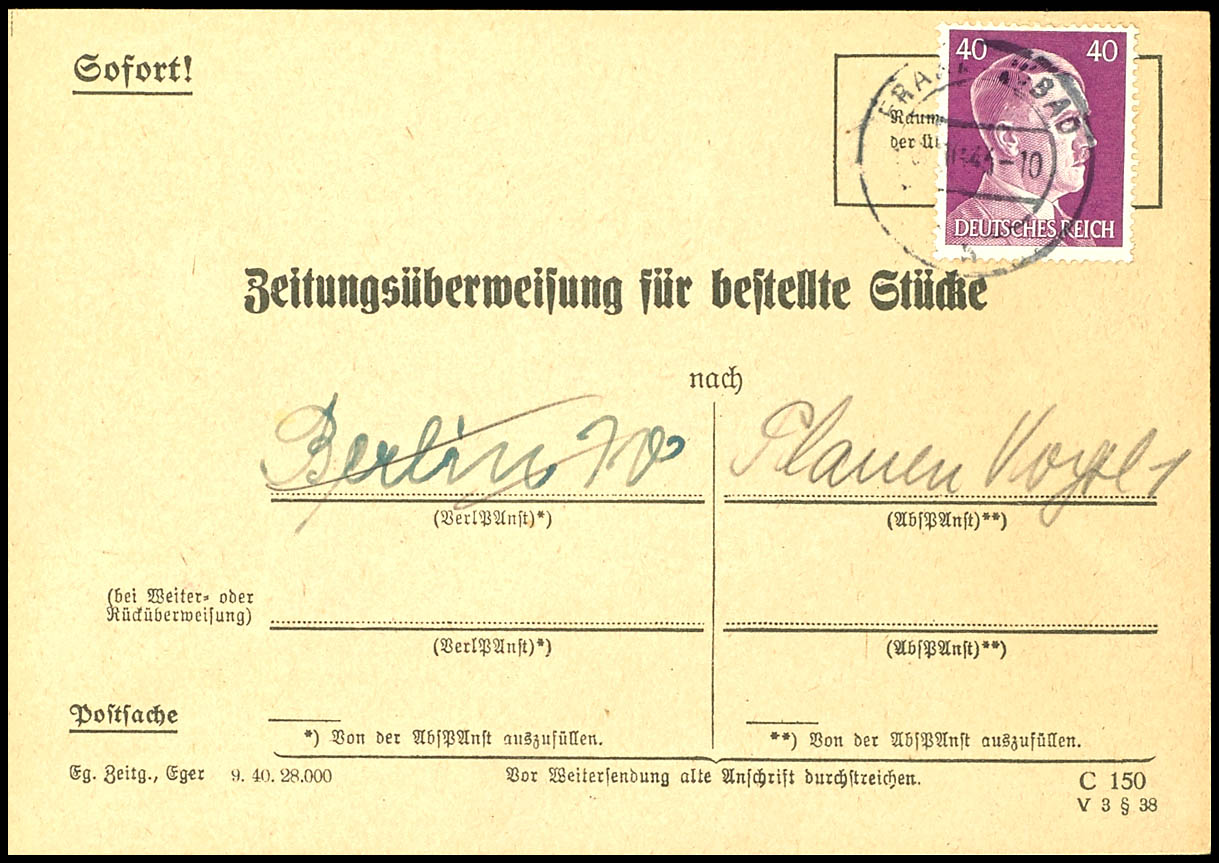 Sofort!
40 40
Raum
der
DEUTSCHES REICH
Zeitungsüberweisung für bestellte Stücke
nach
Berlin Plauen Vogtl 1
(VerlPAnst)*) (AbsPAnst)**)
(bei Weiter- oder
Rücküberweisung)
(VerlPAnst)*) (AbsPAnst)**)
Postsache
*) Von der AbsPAnst auszufüllen. **) Von der AbsPAnst auszufüllen.
Eg. Zeitg., Eger 9. 40. 28.000 Vor Weitersendung alte Anschrift durchstreichen. C 150
V 3 § 38